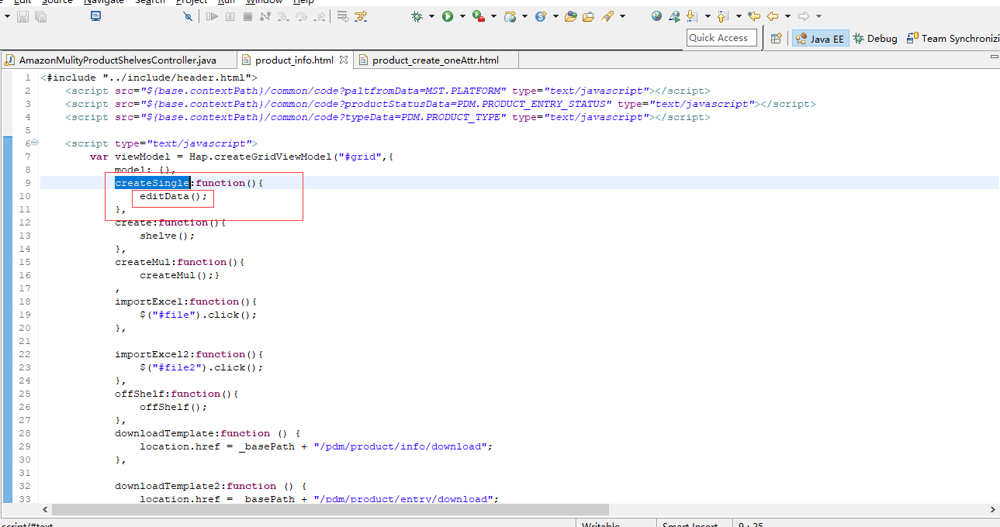 Edit Source Navigate Search Project Run Window Help
Quick Access
Java EE Debug Team Synchronizi
AmazonMulityProductShelvesController.java product_info.html product_create_oneAttr.html
1 <#include "../include/header.html">
2 <script src="${base.contextPath}/common/code?paltfromData=MST.PLATFORM" type="text/javascript"></script>
3 <script src="${base.contextPath}/common/code?productStatusData=PDM.PRODUCT_ENTRY_STATUS" type="text/javascript"></script>
4 <script src="${base.contextPath}/common/code?typeData=PDM.PRODUCT_TYPE" type="text/javascript"></script>
5
6 <script type="text/javascript">
7 var viewModel = Hap.createGridViewModel("#grid",{
8 model: {},
9 createSingle:function(){
10 editData();
11 },
12 create:function(){
13 shelve();
14 },
15 createMul:function(){
16 createMul();}
17 ,
18 importExcel:function(){
19 $("#file").click();
20 },
21
22 importExcel2:function(){
23 $("#file2").click();
24 },
25 offShelf:function(){
26 offShelf();
27 },
28 downloadTemplate:function () {
29 location.href = _basePath + "/pdm/product/info/download";
30 },
31
32 downloadTemplate2:function () {
33 location.href = _basePath + "/pdm/product/entry/download";
script/#text Writable Smart Insert 9 : 25